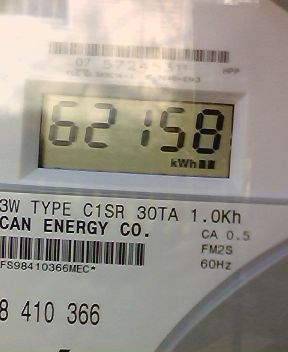 62158
kWh
3W TYPE C1SR 30TA 1.0Kh
CAN ENERGY CO.
CA 0.5
FM2S
FS98410366MEC*
60Hz
8 410 366